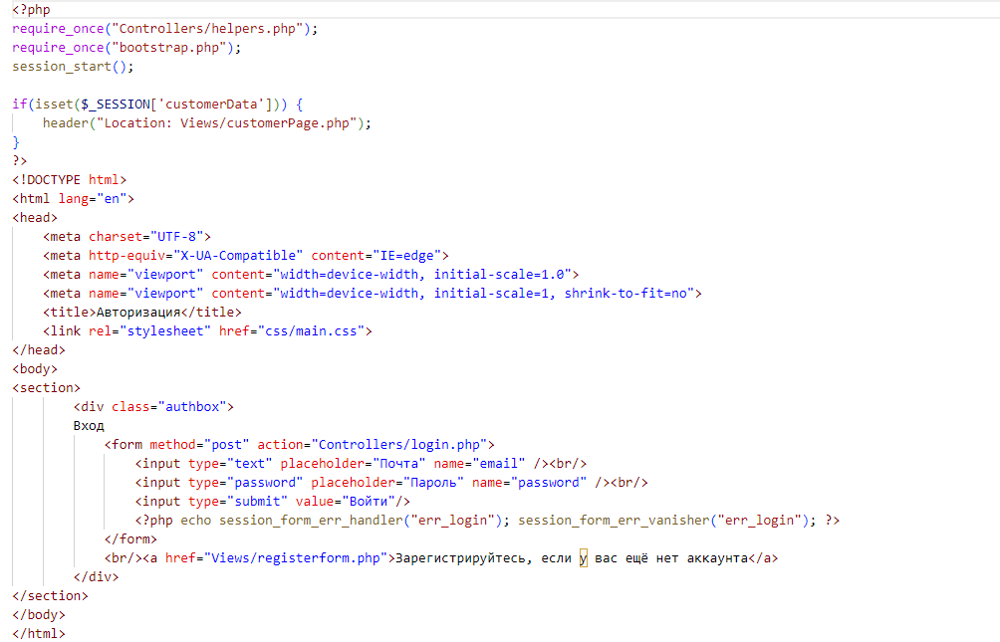 <?php
require_once("Controllers/helpers.php");
require_once("bootstrap.php");
session_start();

if(isset($_SESSION['customerData'])) {
    header("Location: Views/customerPage.php");
}
?>
<!DOCTYPE html>
<html lang="en">
<head>
    <meta charset="UTF-8">
    <meta http-equiv="X-UA-Compatible" content="IE=edge">
    <meta name="viewport" content="width=device-width, initial-scale=1.0">
    <meta name="viewport" content="width=device-width, initial-scale=1, shrink-to-fit=no">
    <title>Авторизация</title>
    <link rel="stylesheet" href="css/main.css">
</head>
<body>
<section>
        <div class="authbox">
        Вход
            <form method="post" action="Controllers/login.php">
                <input type="text" placeholder="Почта" name="email" /><br/>
                <input type="password" placeholder="Пароль" name="password" /><br/>
                <input type="submit" value="Войти"/>
                <?php echo session_form_err_handler("err_login"); session_form_err_vanisher("err_login"); ?>
            </form>
            <br/><a href="Views/registerform.php">Зарегистрируйтесь, если у вас ещё нет аккаунта</a>
        </div>
</section>
</body>
</html>